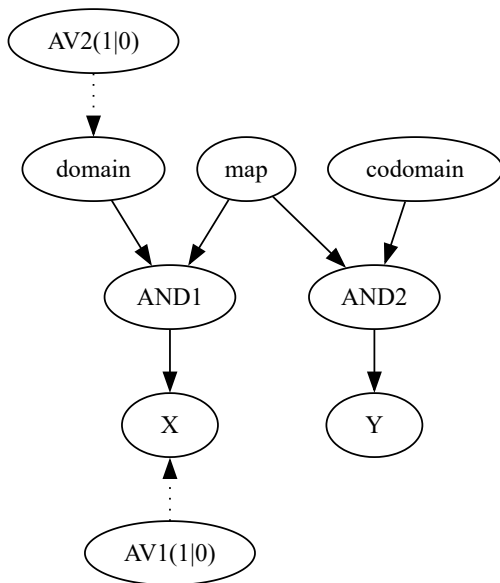 AV2(1|0)
domain
map
codomain
AND1
AND2
X
Y
AV1(1|0)